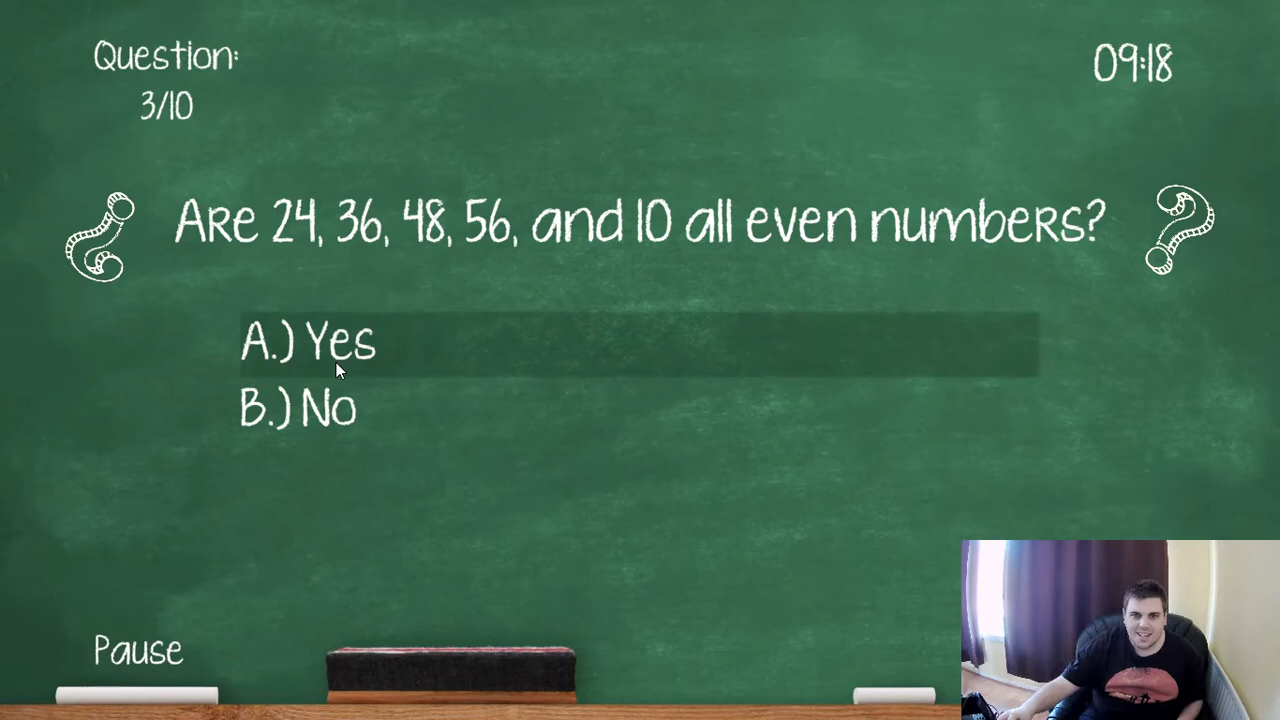 Question:
3/10
09:18
Are 24, 36, 48, 56, and 10 all even numbers?
A.) Yes
B.) No
Pause